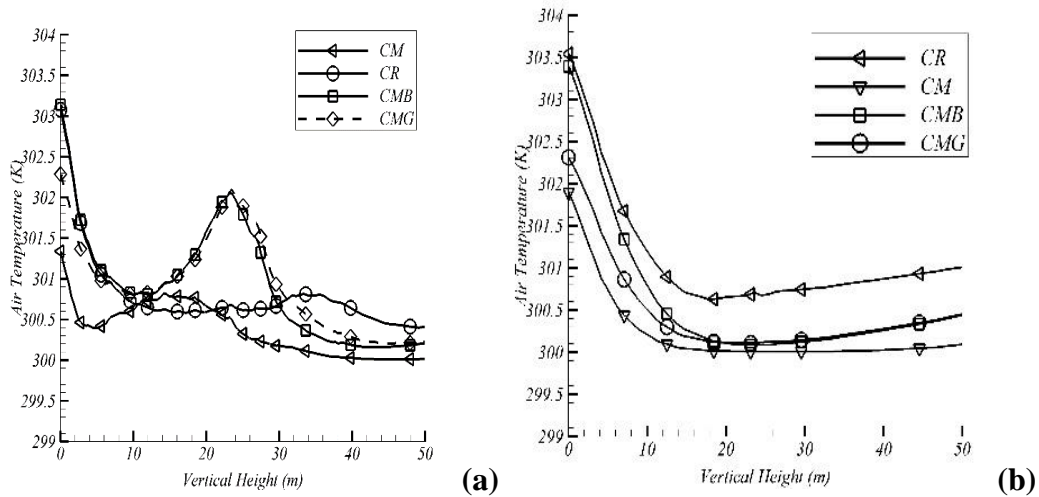 304
303.5
303
302.5
302
301.5
301
300.5
300
299.5
299
Air Temperature (K)
0 10 20 30 40 50
Vertical Height (m)
CM
CR
CMB
CMG
(a)
304
303.5
303
302.5
302
301.5
301
300.5
300
299.5
299
Air Temperature (K)
0 10 20 30 40 50
Vertical Height (m)
CR
CM
CMB
CMG
(b)